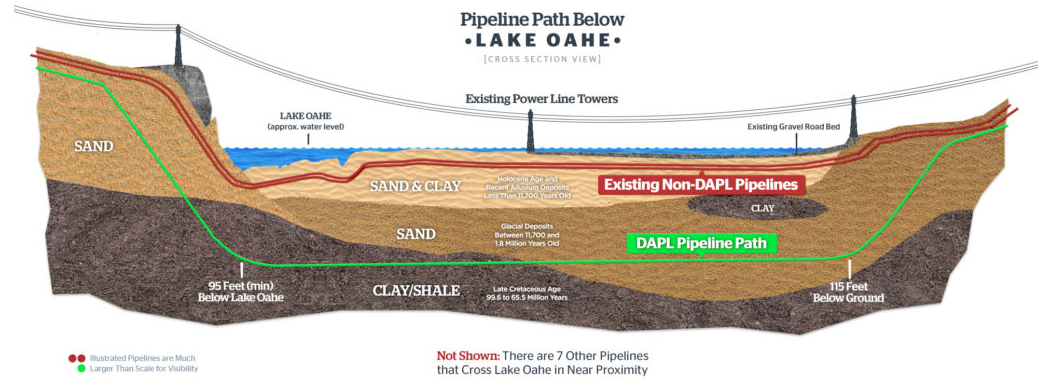 Pipeline Path Below
•LAKE OAHE•
[CROSS SECTION VIEW]
Existing Power Line Towers
LAKE OAHE
(approx. water level)
Existing Gravel Road Bed
SAND
SAND & CLAY
Holocene Age and
Recent Alluvium Deposits
Less Than 11,700 Years Old
Existing Non-DAPL Pipelines
CLAY
SAND
Glacial Deposits
Between 11,700 and
1.8 Million Years Old
DAPL Pipeline Path
95 Feet (min)
Below Lake Oahe
CLAY/SHALE
Late Cretaceous Age
99.6 to 65.5 Million Years
115 Feet
Below Ground
Illustrated Pipelines are Much
Larger Than Scale for Visibility
Not Shown: There are 7 Other Pipelines
that Cross Lake Oahe in Near Proximity